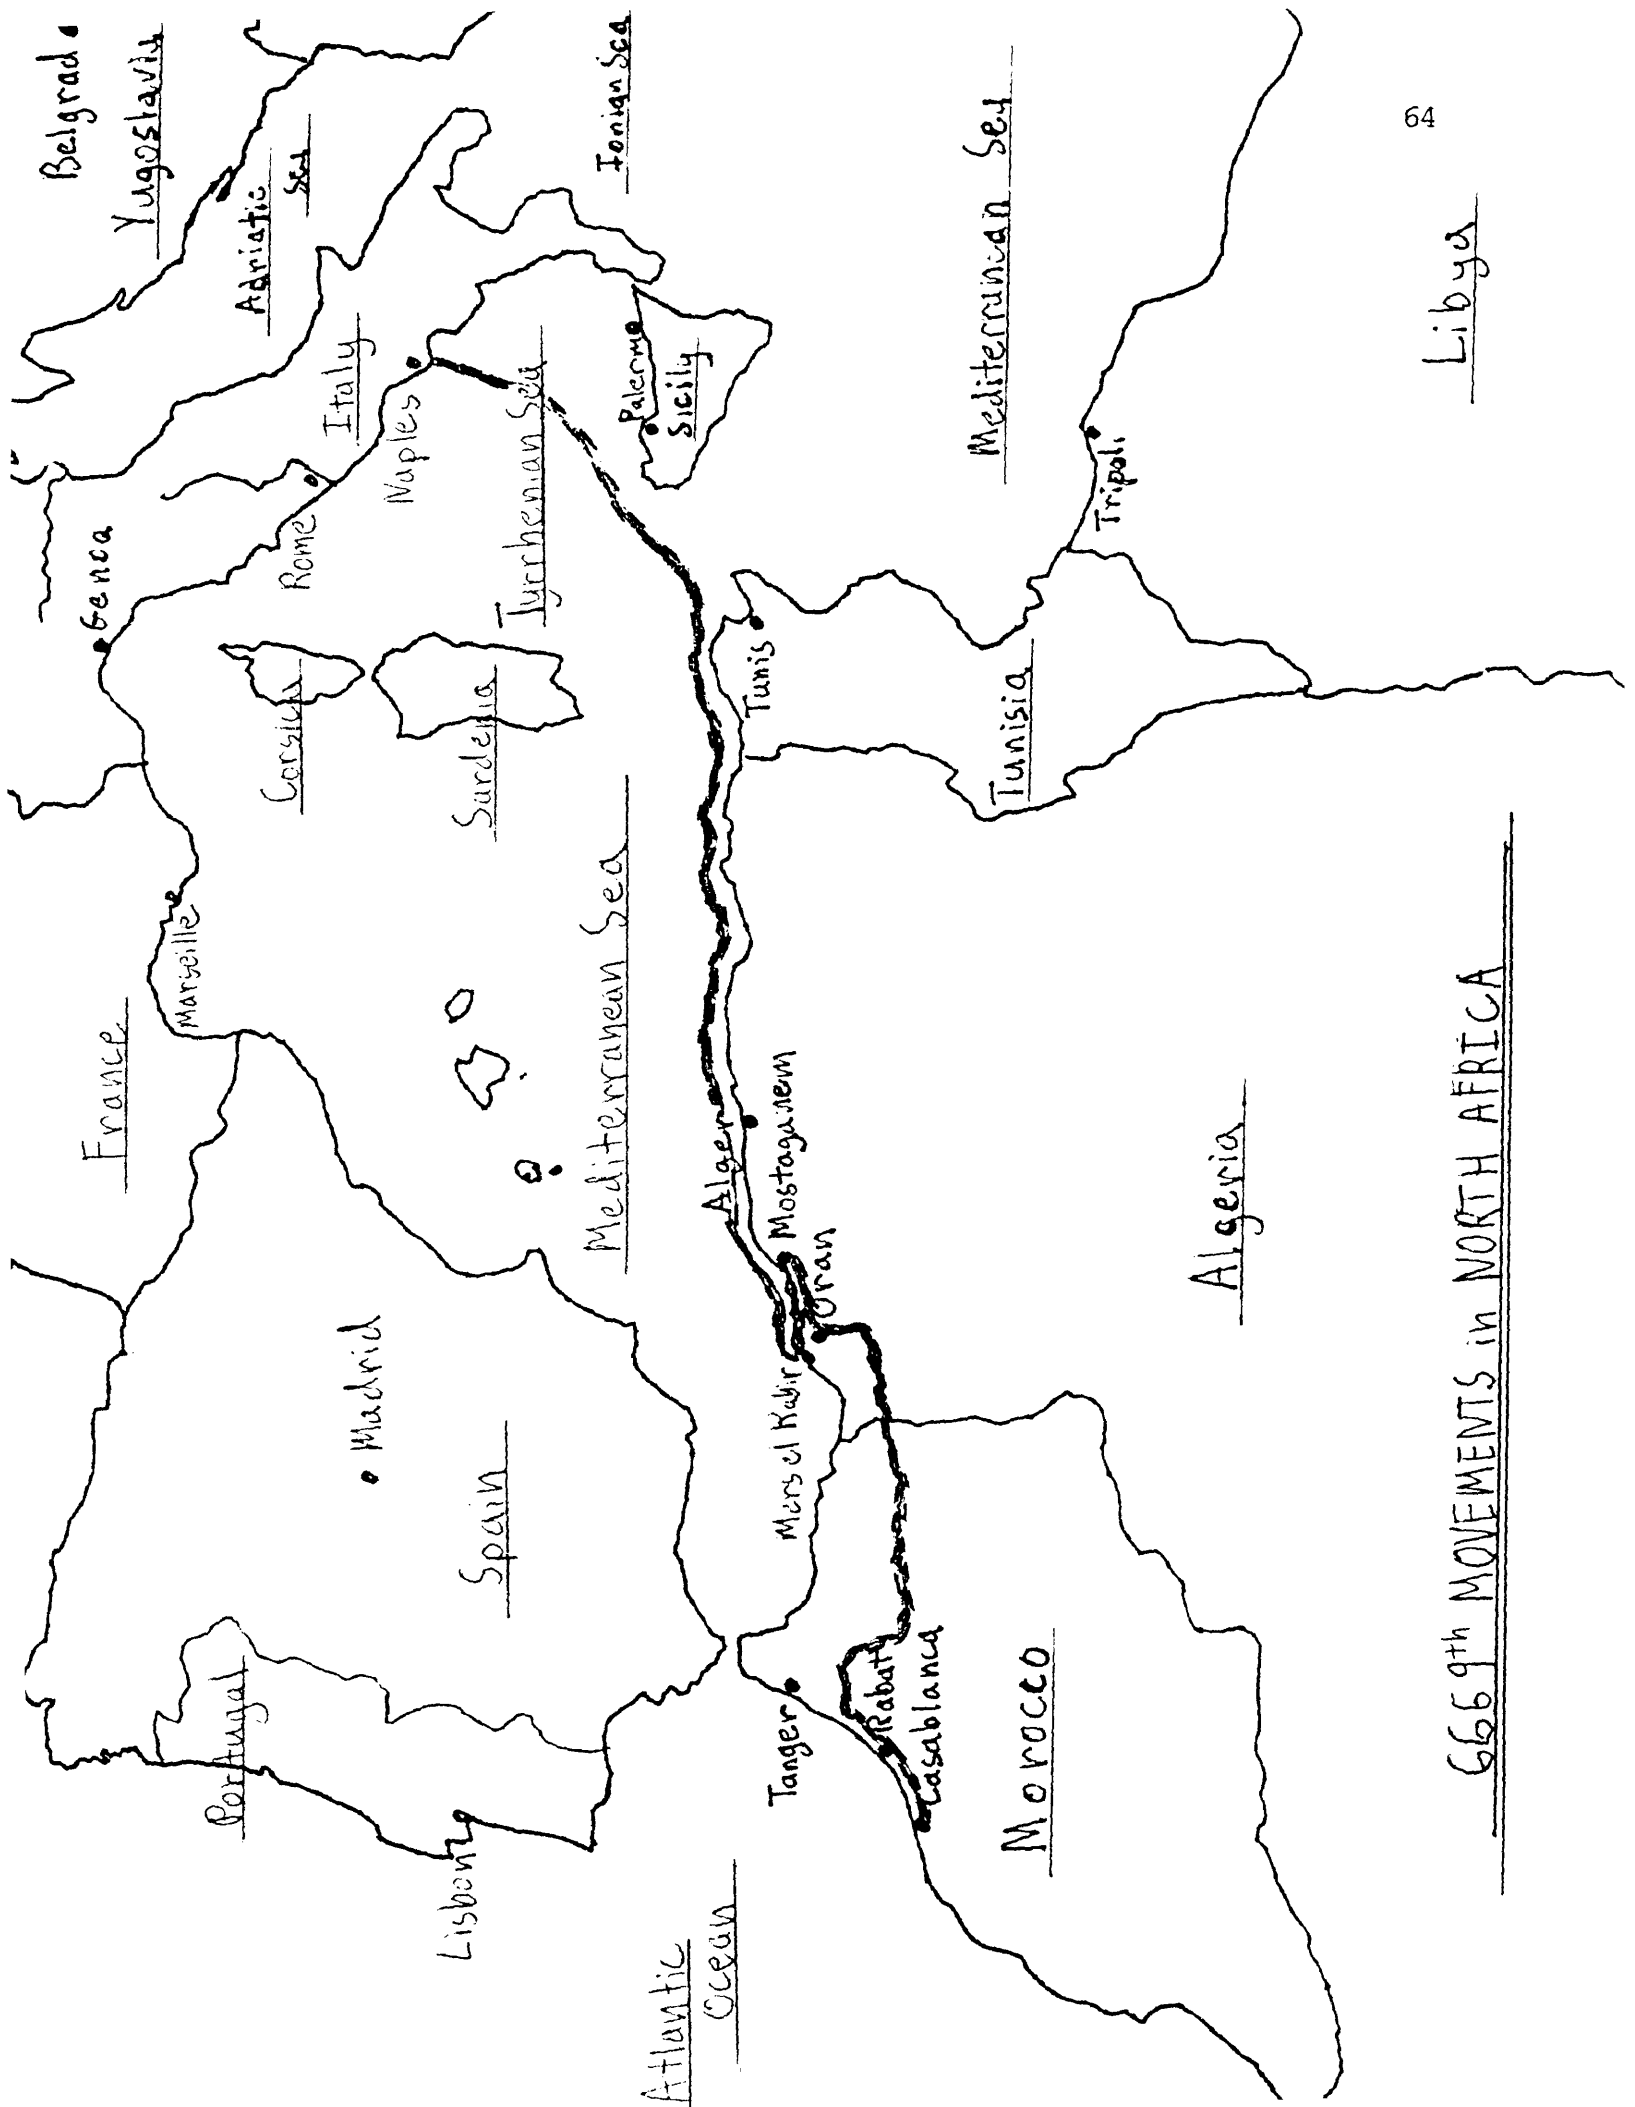 Belgrad
Yugoslavia
Adriatic
Sea
Ionian Sea
Genoa
Italy
Rome
Naples
Tyrrhenian Sea
Palermo
Sicily
Corsica
Sardenia
France
Marseille
Mediterranean Sea
Madrid
Spain
Portugal
Lisbon
Atlantic
Ocean
Mediterranean Sea
Tunis
Tunisia
Tripoli
Libya
Alger
Mostaganem
Oran
Mers el Kabir
Algeria
Tanger
Rabat
Casablanca
Morocco
6669th MOVEMENTS in NORTH AFRICA
64